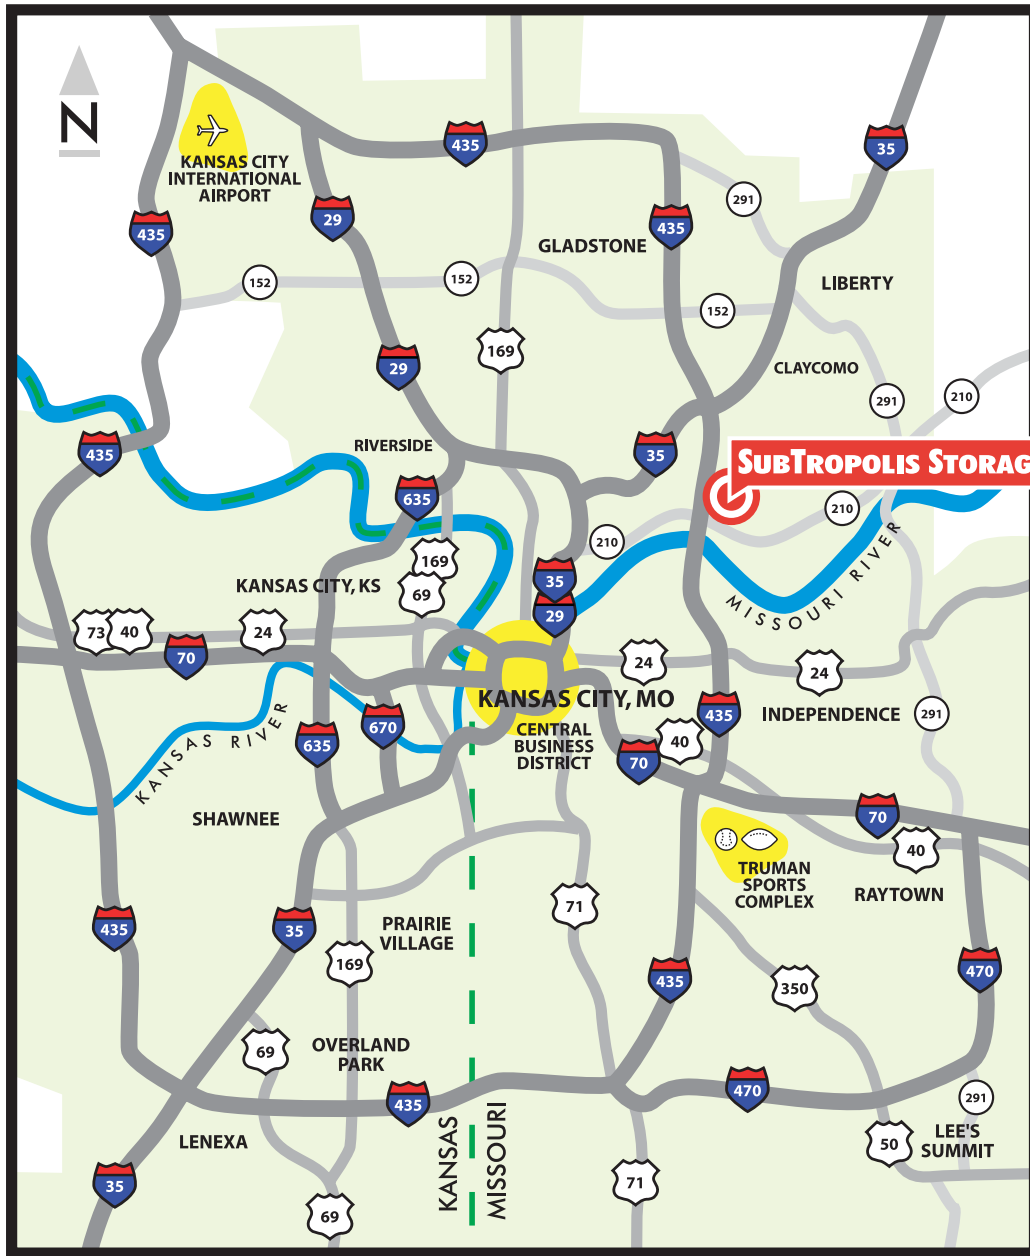 N
KANSAS CITY
INTERNATIONAL
AIRPORT
435
35
291
29
435
435
GLADSTONE
152
152
LIBERTY
152
169
29
CLAYCOMO
291
210
RIVERSIDE
435
35
SUBTROPOLIS STORAG
635
210
210
MISSOURI RIVER
169
KANSAS CITY, KS
69
35
29
73
40
24
70
24
24
KANSAS CITY, MO
435
INDEPENDENCE
291
CENTRAL
BUSINESS
DISTRICT
KANSAS RIVER
635
670
40
70
SHAWNEE
70
40
TRUMAN
SPORTS
COMPLEX
RAYTOWN
71
435
35
PRAIRIE
VILLAGE
169
435
350
470
69
OVERLAND
PARK
435
470
291
LENEXA
KANSAS
MISSOURI
50
LEE'S
SUMMIT
35
71
69